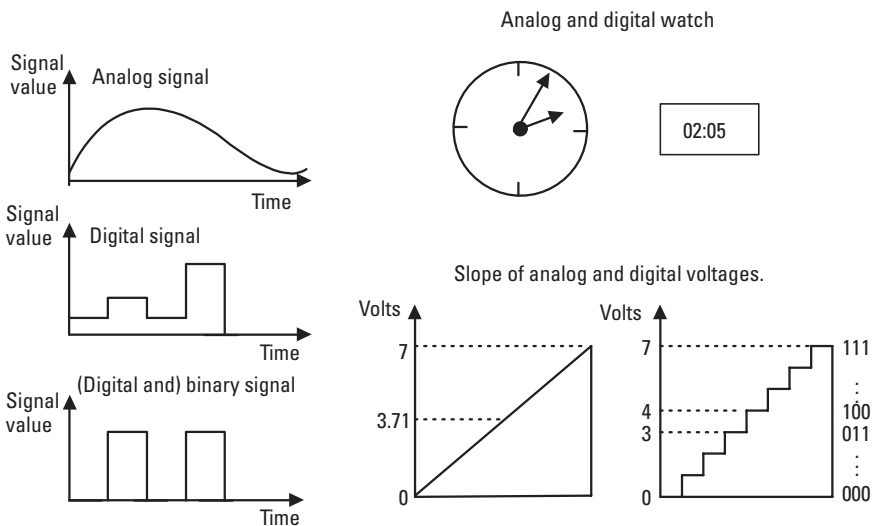 Analog and digital watch
Signal
value
Analog signal
Time
02:05
Signal
value
Digital signal
Time
(Digital and) binary signal
Signal
value
Time
Slope of analog and digital voltages.
Volts
7
3.71
0
Volts
7
4
3
0
111
.
.
100
011
.
.
.
000